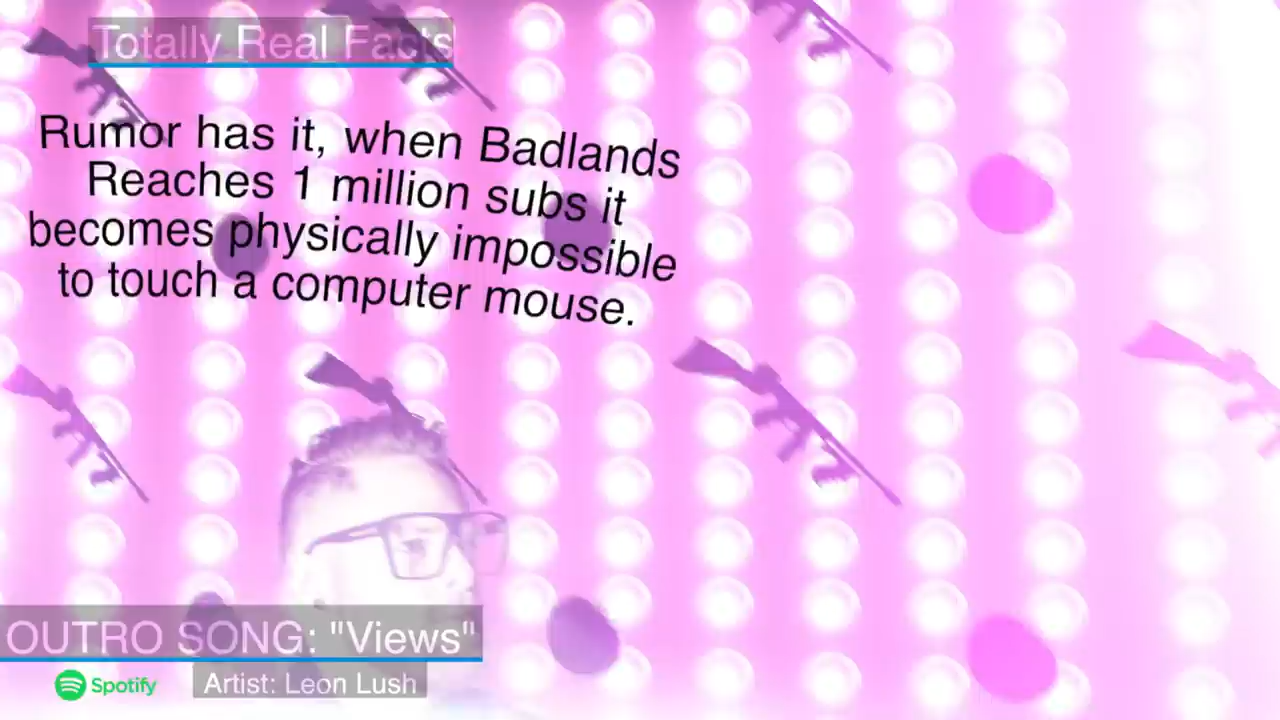 Totally Real Facts
Rumor has it, when Badlands
Reaches 1 million subs it
becomes physically impossible
to touch a computer mouse.
OUTRO SONG: "Views"
Spotify
Artist: Leon Lush